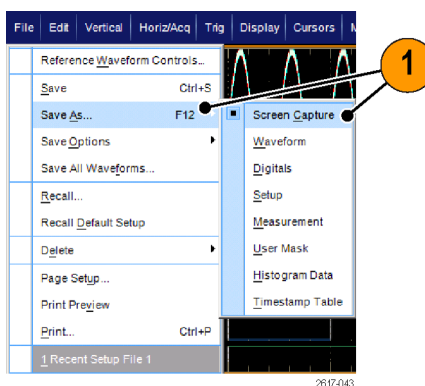 File Edit Vertical Horiz/Acq Trig Display Cursors
Reference Waveform Controls...
Save Ctrl+S
Save As... F12
Save Options
Save All Waveforms...
Recall...
Recall Default Setup
Delete
Page Setup...
Print Preview
Print... Ctrl+P
1 Recent Setup File 1
Screen Capture
Waveform
Digitals
Setup
Measurement
User Mask
Histogram Data
Timestamp Table
1
2617-043